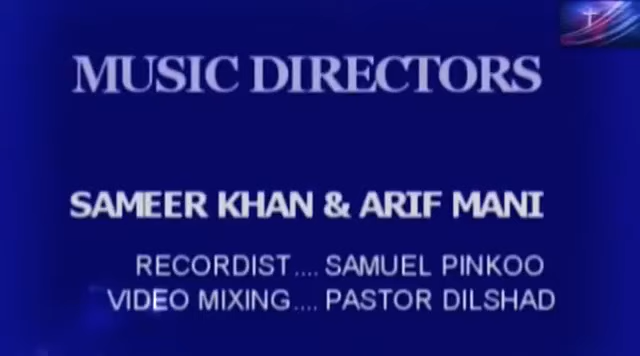 MUSIC DIRECTORS
SAMEER KHAN & ARIF MANI
RECORDIST.... SAMUEL PINKOO
VIDEO MIXING.... PASTOR DILSHAD